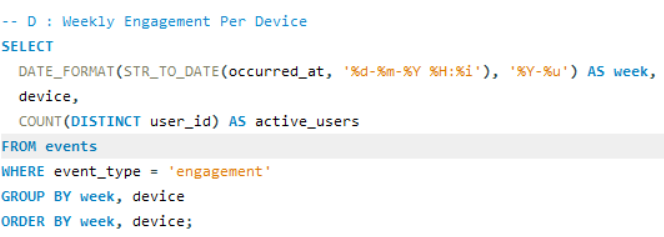 -- D : Weekly Engagement Per Device
SELECT
  DATE_FORMAT(STR_TO_DATE(occurred_at, '%d-%m-%Y %H:%i'), '%Y-%u') AS week,
  device,
  COUNT(DISTINCT user_id) AS active_users
FROM events
WHERE event_type = 'engagement'
GROUP BY week, device
ORDER BY week, device;